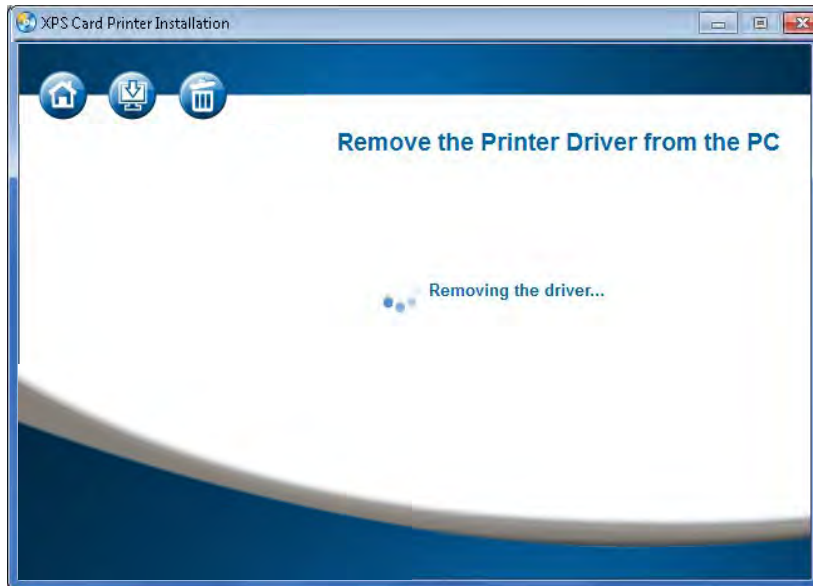 XPS Card Printer Installation
Remove the Printer Driver from the PC
Removing the driver...